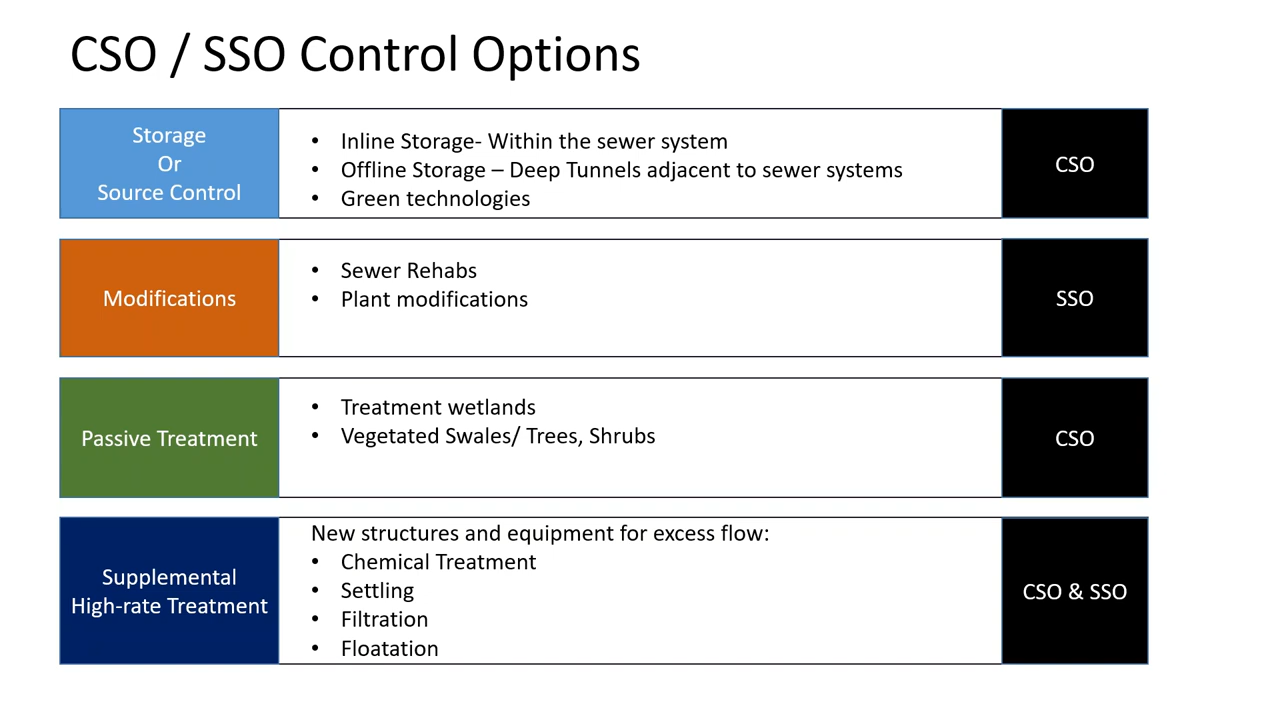 CSO / SSO Control Options
Storage
Or
Source Control
• Inline Storage- Within the sewer system
• Offline Storage – Deep Tunnels adjacent to sewer systems
• Green technologies
CSO
Modifications
• Sewer Rehabs
• Plant modifications
SSO
Passive Treatment
• Treatment wetlands
• Vegetated Swales/ Trees, Shrubs
CSO
Supplemental
High-rate Treatment
New structures and equipment for excess flow:
• Chemical Treatment
• Settling
• Filtration
• Floatation
CSO & SSO